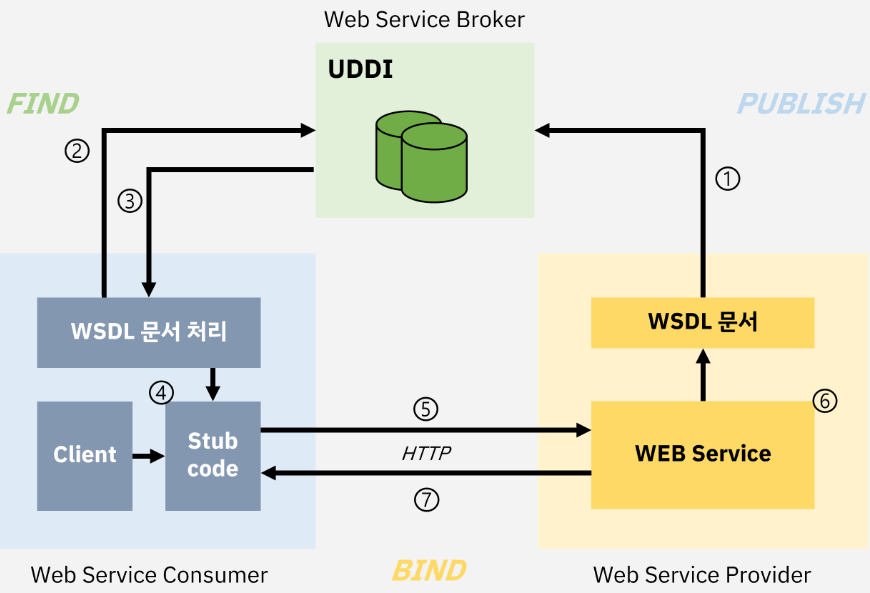 Web Service Broker
UDDI
FIND
PUBLISH
②
①
③
WSDL 문서 처리
WSDL 문서
④
⑤
⑥
Client
Stub
code
HTTP
WEB Service
⑦
BIND
Web Service Consumer
Web Service Provider